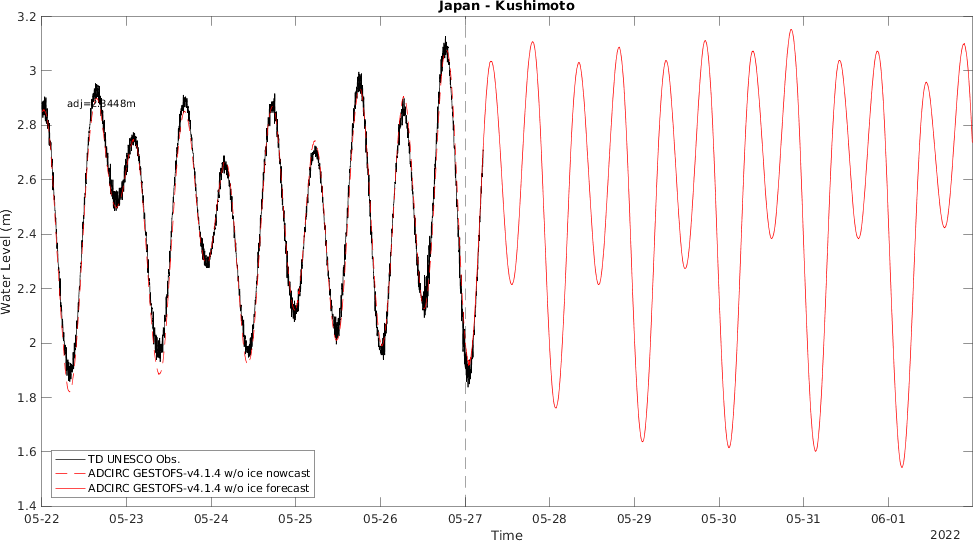 Japan - Kushimoto
3.2
3
2.8
2.6
2.4
2.2
2
1.8
1.6
1.4
Water Level (m)
adj=2.3448m
TD UNESCO Obs.
ADCIRC GESTOFS-v4.1.4 w/o ice nowcast
ADCIRC GESTOFS-v4.1.4 w/o ice forecast
05-22 05-23 05-24 05-25 05-26 05-27 05-28 05-29 05-30 05-31 06-01
Time
2022